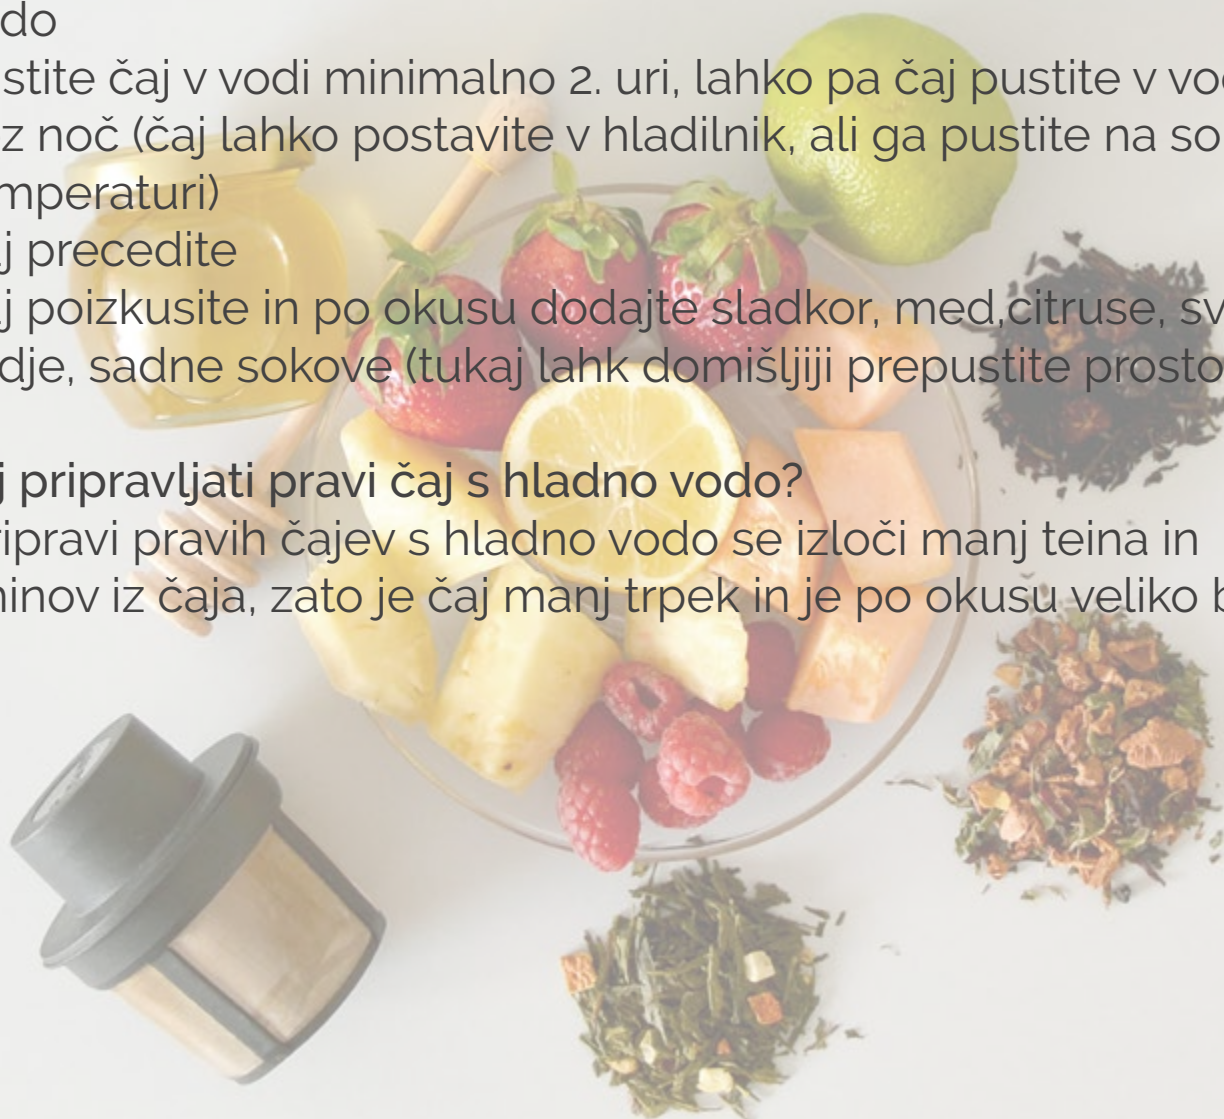 do
stite čaj v vodi minimalno 2. uri, lahko pa čaj pustite v vo
z noč (čaj lahko postavite v hladilnik, ali ga pustite na so
mperaturi)
j precedite
j poizkusite in po okusu dodajte sladkor, med,citruse, sv
dje, sadne sokove (tukaj lahk domišljiji prepustite prosto
j pripravljati pravi čaj s hladno vodo?
ipravi pravih čajev s hladno vodo se izloči manj teina in
ninov iz čaja, zato je čaj manj trpek in je po okusu veliko b